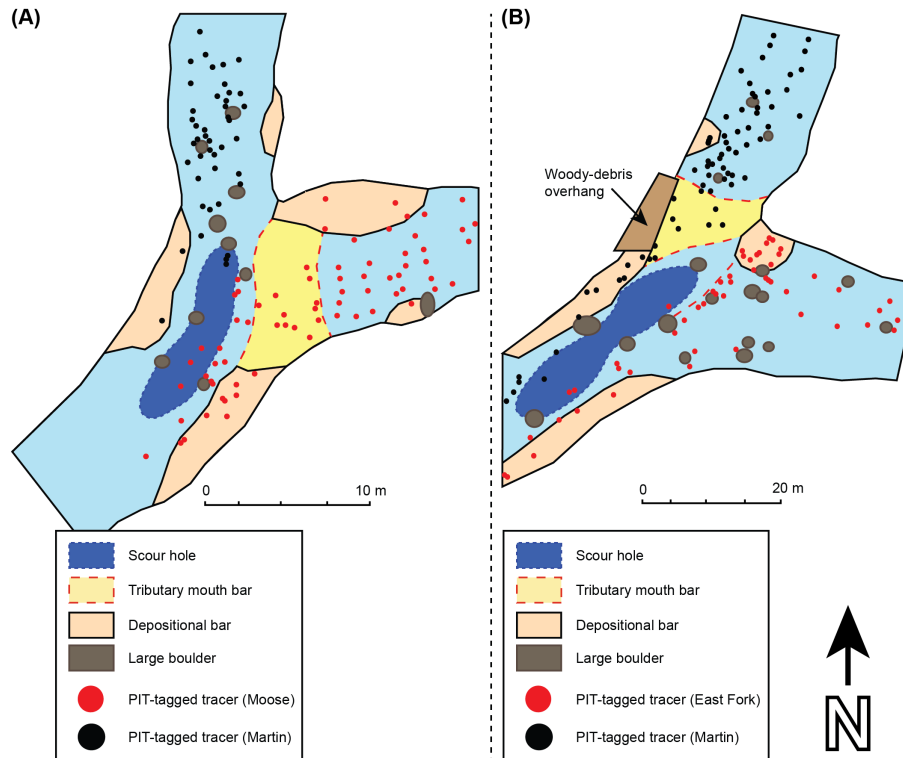 (A)
(B)
Woody-debris
overhang
0 10 m
0 20 m
Scour hole
Tributary mouth bar
Depositional bar
Large boulder
PIT-tagged tracer (Moose)
PIT-tagged tracer (Martin)
Scour hole
Tributary mouth bar
Depositional bar
Large boulder
PIT-tagged tracer (East Fork)
PIT-tagged tracer (Martin)
N